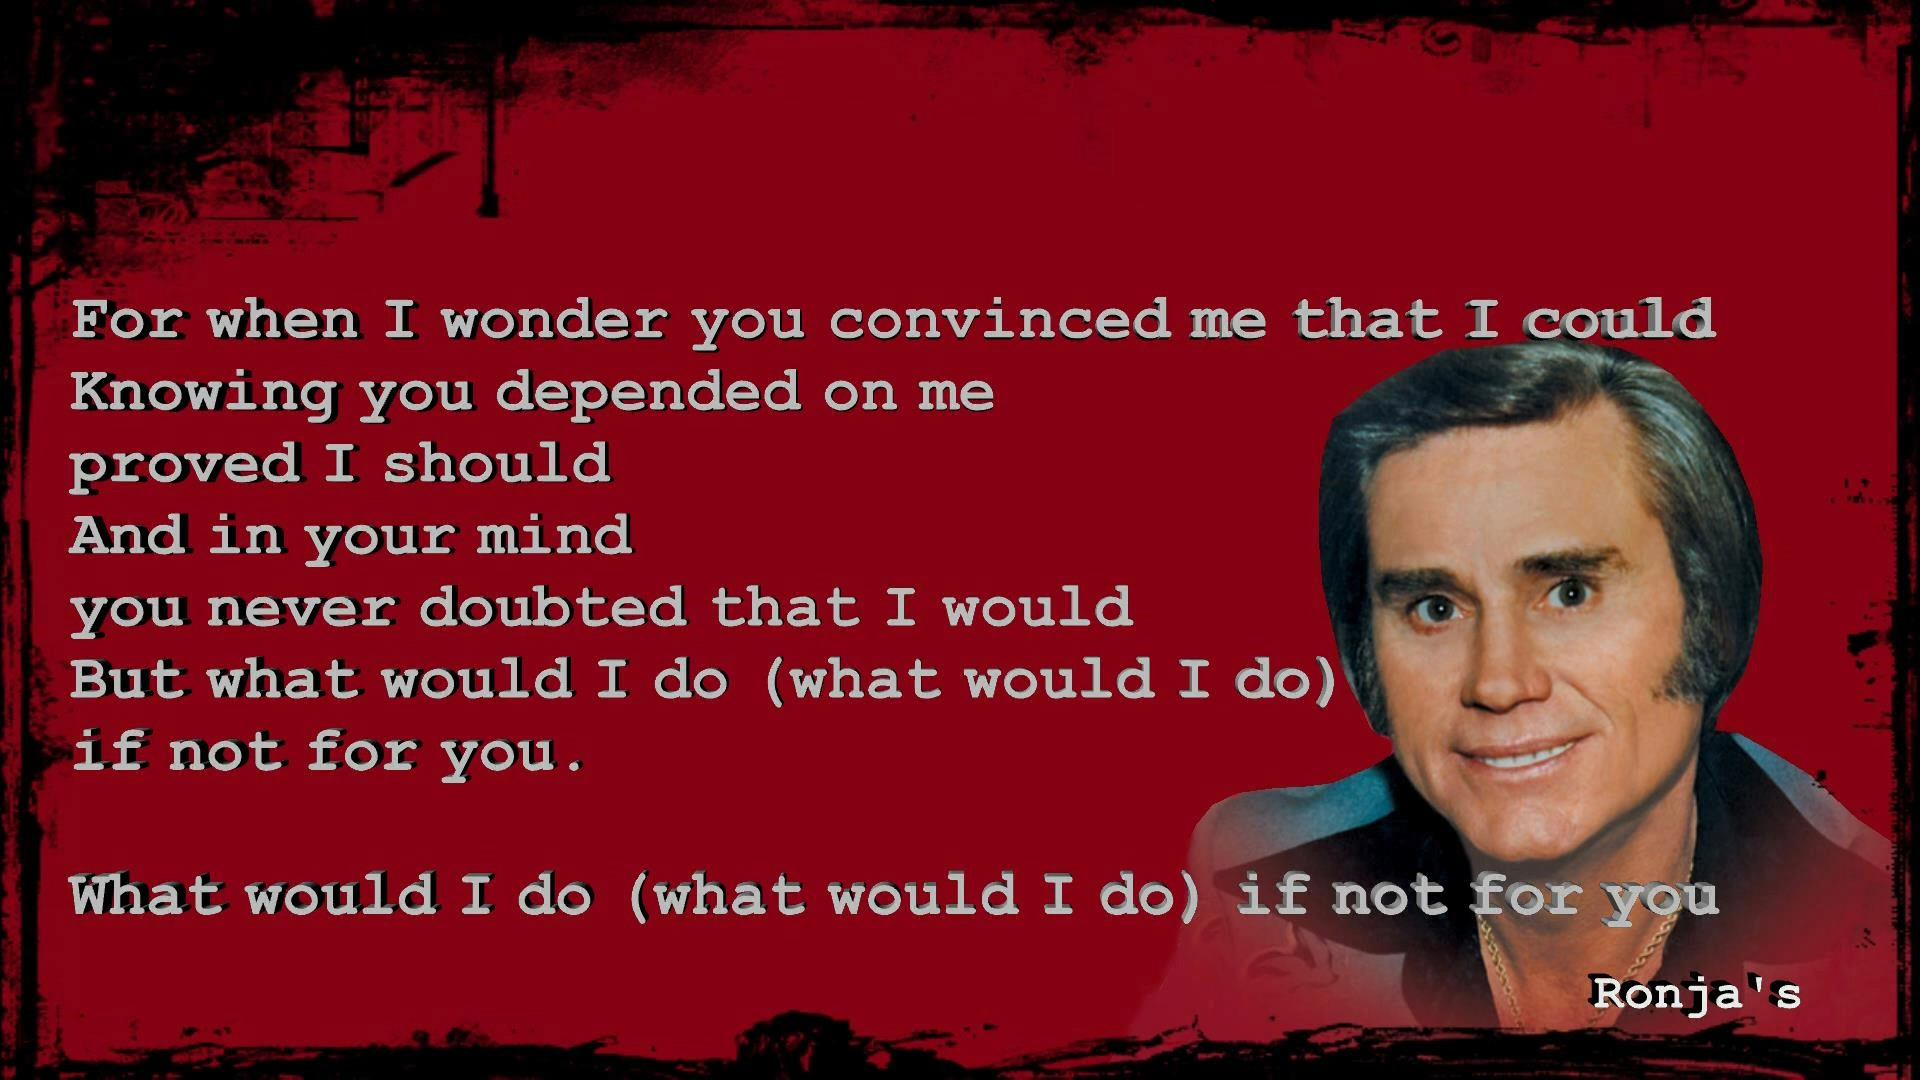 For when I wonder you convinced me that I could
Knowing you depended on me
proved I should
And in your mind
you never doubted that I would
But what would I do (what would I do)
if not for you.
What would I do (what would I do) if not for you
Ronja's